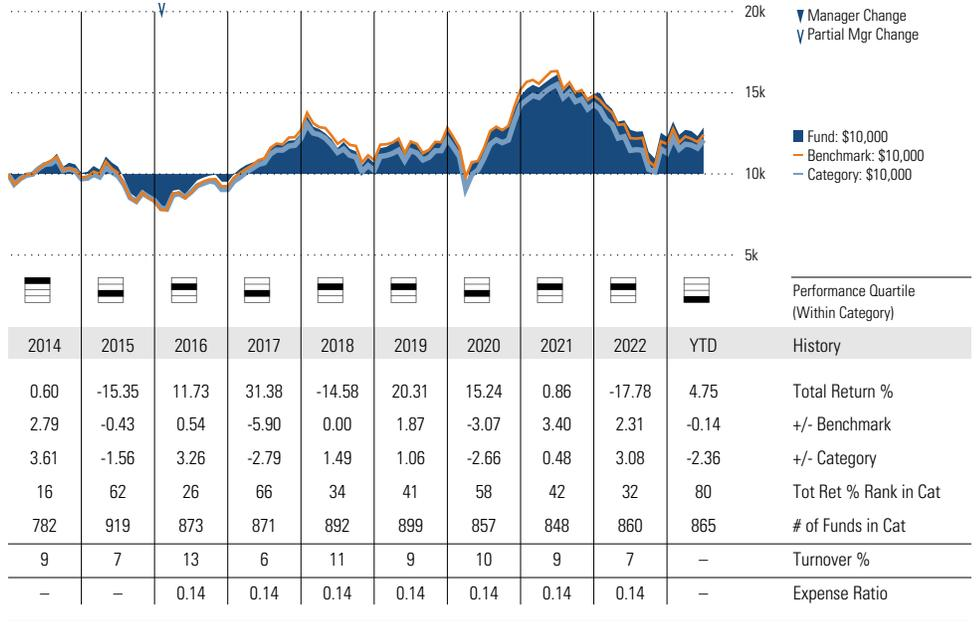 20k
Manager Change
Partial Mgr Change
15k
Fund: $10,000
Benchmark: $10,000
Category: $10,000
10k
5k
Performance Quartile
(Within Category)
2014 2015 2016 2017 2018 2019 2020 2021 2022 YTD History
0.60 -15.35 11.73 31.38 -14.58 20.31 15.24 0.86 -17.78 4.75 Total Return %
2.79 -0.43 0.54 -5.90 0.00 1.87 -3.07 3.40 2.31 -0.14 +/- Benchmark
3.61 -1.56 3.26 -2.79 1.49 1.06 -2.66 0.48 3.08 -2.36 +/- Category
16 62 26 66 34 41 58 42 32 80 Tot Ret % Rank in Cat
782 919 873 871 892 899 857 848 860 865 # of Funds in Cat
9 7 13 6 11 9 10 9 7 – Turnover %
– – 0.14 0.14 0.14 0.14 0.14 0.14 0.14 – Expense Ratio